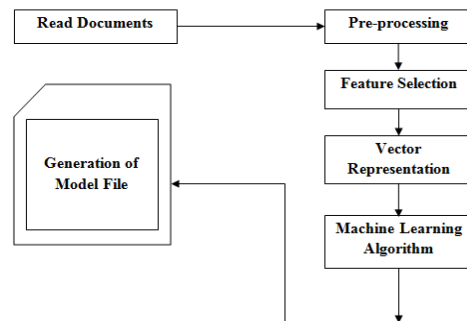 Read Documents
Pre-processing
Feature Selection
Vector
Representation
Generation of
Model File
Machine Learning
Algorithm